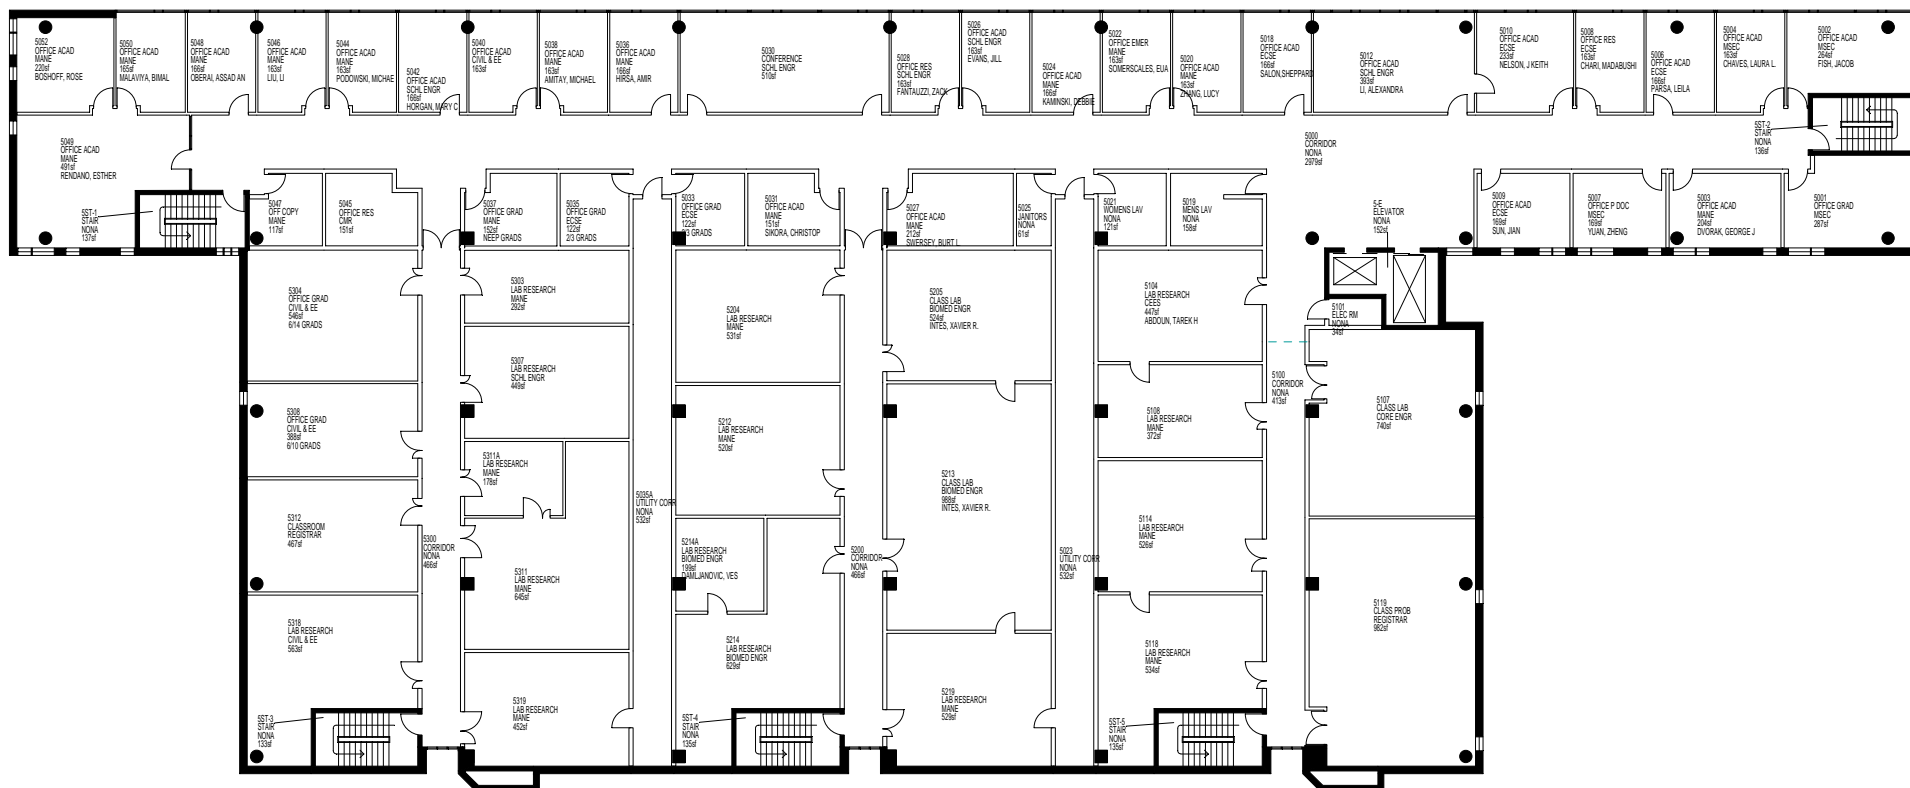 5052
OFFICE ACAD
MANE
220sf
BOSHOFF, ROSE
5050
OFFICE ACAD
MANE
165sf
MALAVIYA, BIMAL
5048
OFFICE ACAD
MANE
166sf
OBERAI, ASSAD AN
5046
OFFICE ACAD
MANE
163sf
LIU, LI
5044
OFFICE ACAD
MANE
163sf
PODOWSKI, MICHAE
5042
OFFICE ACAD
SCHL ENGR
166sf
HORGAN, MARY C
5040
OFFICE ACAD
CIVIL & EE
163sf
5038
OFFICE ACAD
MANE
163sf
AMITAY, MICHAEL
5036
OFFICE ACAD
MANE
166sf
HIRSA, AMIR
5030
CONFERENCE
SCHL ENGR
510sf
5028
OFFICE RES
SCHL ENGR
163sf
FANTAUZZI, ZACK
5026
OFFICE ACAD
SCHL ENGR
163sf
EVANS, JILL
5024
OFFICE ACAD
MANE
166sf
KAMINSKI, DEBBIE
5022
OFFICE EMER
MANE
163sf
SOMERSCALES, EUA
5020
OFFICE ACAD
MANE
163sf
ZHANG, LUCY
5018
OFFICE ACAD
ECSE
166sf
SALON,SHEPPARD
5012
OFFICE ACAD
SCHL ENGR
393sf
LI, ALEXANDRA
5010
OFFICE ACAD
ECSE
233sf
NELSON, J KEITH
5008
OFFICE RES
ECSE
163sf
CHARI, MADABUSHI
5006
OFFICE ACAD
ECSE
166sf
PARSA, LEILA
5004
OFFICE ACAD
MSEC
163sf
CHAVES, LAURA L.
5002
OFFICE ACAD
MSEC
264sf
FISH, JACOB
5049
OFFICE ACAD
MANE
491sf
RENDANO, ESTHER
5000
CORRIDOR
NONA
2979sf
5ST-2
STAIR
NONA
136sf
5ST-1
STAIR
NONA
137sf
5047
OFF COPY
MANE
117sf
5045
OFFICE RES
CMR
151sf
5037
OFFICE GRAD
MANE
152sf
NEEP GRADS
5035
OFFICE GRAD
ECSE
122sf
2/3 GRADS
5033
OFFICE GRAD
ECSE
122sf
/3 GRADS
5031
OFFICE ACAD
MANE
151sf
SIKORA, CHRISTOP
5027
OFFICE ACAD
MANE
212sf
SWERSEY, BURT L
5025
JANITORS
NONA
61sf
5021
WOMENS LAV
NONA
121sf
5019
MENS LAV
NONA
158sf
5-E
ELEVATOR
NONA
152sf
5009
OFFICE ACAD
ECSE
169sf
SUN, JIAN
5007
OFFICE P DOC
MSEC
169sf
YUAN, ZHENG
5003
OFFICE ACAD
MANE
204sf
DVORAK, GEORGE J
5001
OFFICE GRAD
MSEC
287sf
5304
OFFICE GRAD
CIVIL & EE
546sf
6/14 GRADS
5303
LAB RESEARCH
MANE
292sf
5204
LAB RESEARCH
MANE
531sf
5205
CLASS LAB
BIOMED ENGR
524sf
INTES, XAVIER R.
5104
LAB RESEARCH
CEES
447sf
ABDOUN, TAREK H
5101
ELEC RM
NONA
34sf
5307
LAB RESEARCH
SCHL ENGR
449sf
5308
OFFICE GRAD
CIVIL & EE
388sf
6/10 GRADS
5212
LAB RESEARCH
MANE
520sf
5108
LAB RESEARCH
MANE
372sf
5100
CORRIDOR
NONA
413sf
5107
CLASS LAB
CORE ENGR
740sf
5311A
LAB RESEARCH
MANE
178sf
5035A
UTILITY CORR
NONA
532sf
5213
CLASS LAB
BIOMED ENGR
988sf
INTES, XAVIER R.
5312
CLASSROOM
REGISTRAR
467sf
5300
CORRIDOR
NONA
466sf
5214A
LAB RESEARCH
BIOMED ENGR
199sf
DAMLJANOVIC, VES
5200
CORRIDOR
NONA
466sf
5023
UTILITY CORR
NONA
532sf
5114
LAB RESEARCH
MANE
526sf
5311
LAB RESEARCH
MANE
645sf
5119
CLASS PROB
REGISTRAR
982sf
5318
LAB RESEARCH
CIVIL & EE
563sf
5214
LAB RESEARCH
BIOMED ENGR
629sf
5118
LAB RESEARCH
MANE
534sf
5219
LAB RESEARCH
MANE
529sf
5319
LAB RESEARCH
MANE
452sf
5ST-3
STAIR
NONA
133sf
5ST-4
STAIR
NONA
135sf
5ST-5
STAIR
NONA
135sf